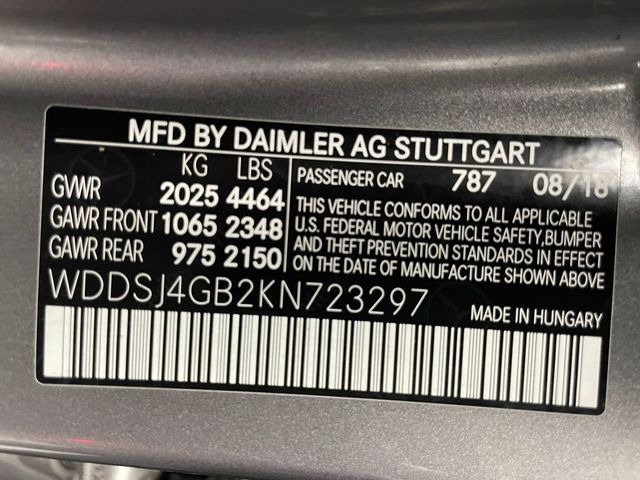 MFD BY DAIMLER AG STUTTGART
KG LBS
GVWR 2025 4464
GAWR FRONT 1065 2348
GAWR REAR 975 2150
PASSENGER CAR 787 08/18
THIS VEHICLE CONFORMS TO ALL APPLICABLE
U.S. FEDERAL MOTOR VEHICLE SAFETY,BUMPER
AND THEFT PREVENTION STANDARDS IN EFFECT
ON THE DATE OF MANUFACTURE SHOWN ABOVE
WDDSJ4GB2KN723297
MADE IN HUNGARY